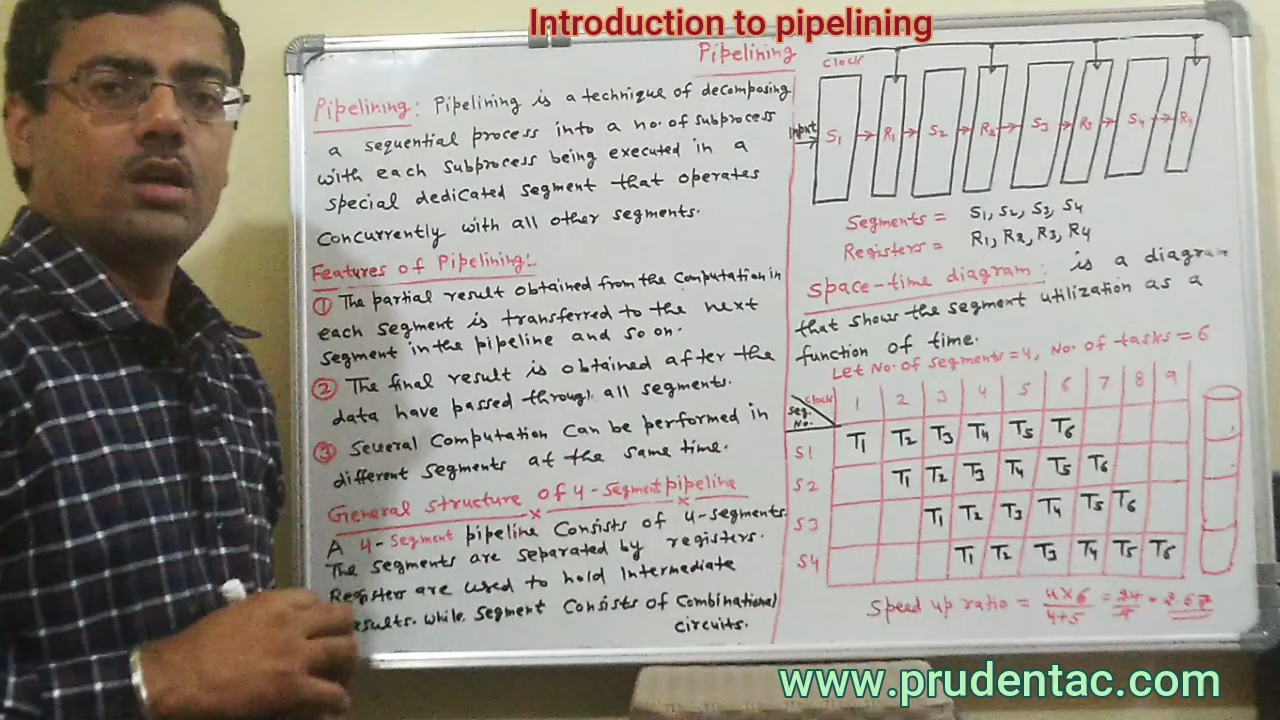 Introduction to pipelining
Pipelining
Pipelining: Pipelining is a technique of decomposing
a sequential process into a no. of subprocess
with each subprocess being executed in a
special dedicated segment that operates
concurrently with all other segments.
Features of Pipelining:-
① The partial result obtained from the computation in
each segment is transferred to the next
segment in the pipeline and so on.
② The final result is obtained after the
data have passed through all segments.
③ Several computation can be performed in
different segments at the same time.
General structure of 4-segment pipeline
A 4-segment pipeline consists of 4-segments.
The segments are separated by registers.
Registers are used to hold intermediate
results. while segment consists of combinational
circuits.
clock
Input S1 R1 S2 R2 S3 R3 S4 R4
Segments = S1, S2, S3, S4
Registers = R1, R2, R3, R4
space-time diagram: is a diagram
that shows the segment utilization as a
function of time.
Let No. of segments = 4, No. of tasks = 6
clock 1 2 3 4 5 6 7 8 9
Seg. No.
S1 T1 T2 T3 T4 T5 T6
S2 T1 T2 T3 T4 T5 T6
S3 T1 T2 T3 T4 T5 T6
S4 T1 T2 T3 T4 T5 T6
Speed up ratio = 4×6/4+5 = 24/9 = 2.67
www.prudentac.com